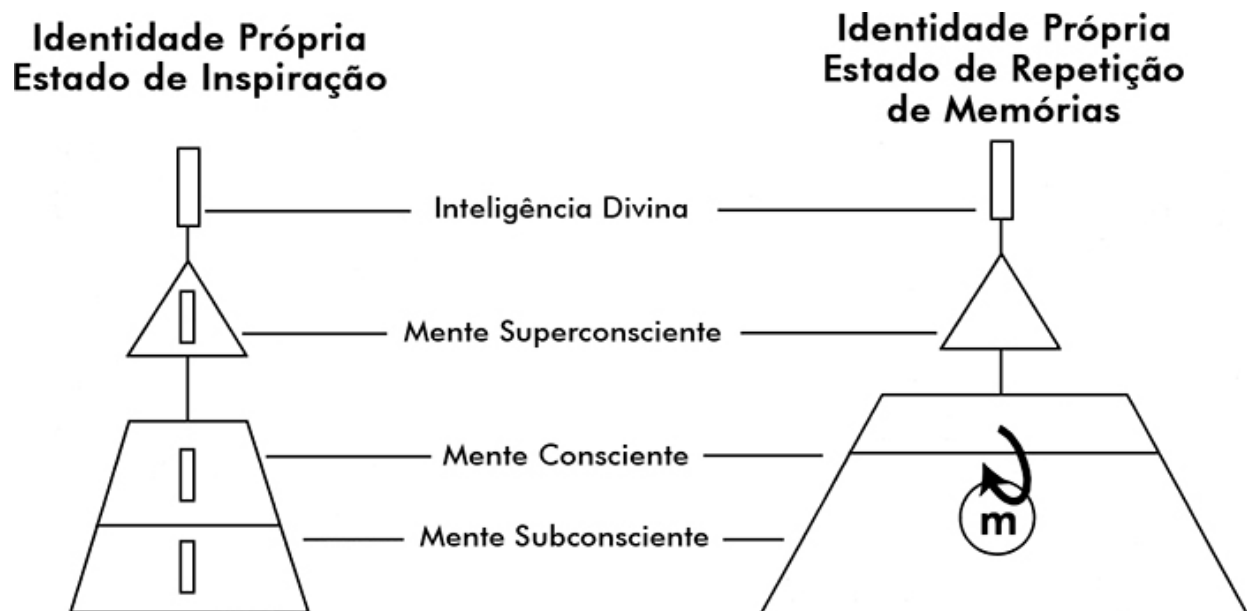 Identidade Própria
Estado de Inspiração
Identidade Própria
Estado de Repetição
de Memórias
Inteligência Divina
Mente Superconsciente
Mente Consciente
Mente Subconsciente
m